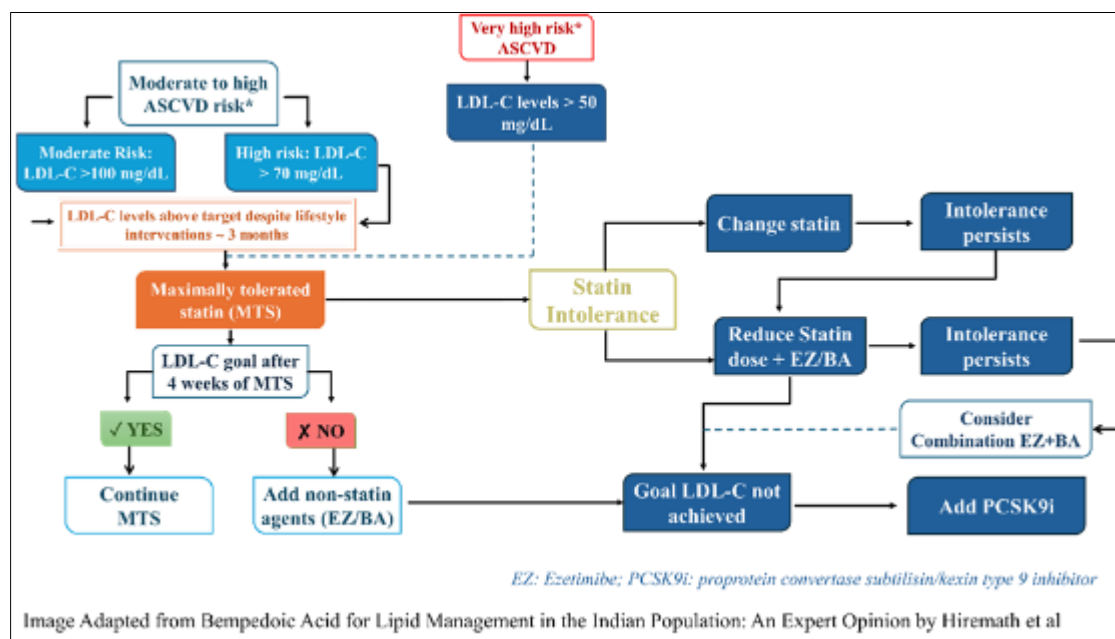 Very high risk*
ASCVD
Moderate to high
ASCVD risk*
LDL-C levels > 50
mg/dL
Moderate Risk:
LDL-C >100 mg/dL
High risk: LDL-C
> 70 mg/dL
LDL-C levels above target despite lifestyle
interventions ~ 3 months
Change statin
Intolerance
persists
Maximally tolerated
statin (MTS)
Statin
Intolerance
Reduce Statin
dose + EZ/BA
Intolerance
persists
LDL-C goal after
4 weeks of MTS
✓ YES
✗ NO
Consider
Combination EZ+BA
Continue
MTS
Add non-statin
agents (EZ/BA)
Goal LDL-C not
achieved
Add PCSK9i
EZ: Ezetimibe; PCSK9i: proprotein convertase subtilisin/kexin type 9 inhibitor
Image Adapted from Bempedoic Acid for Lipid Management in the Indian Population: An Expert Opinion by Hiremath et al